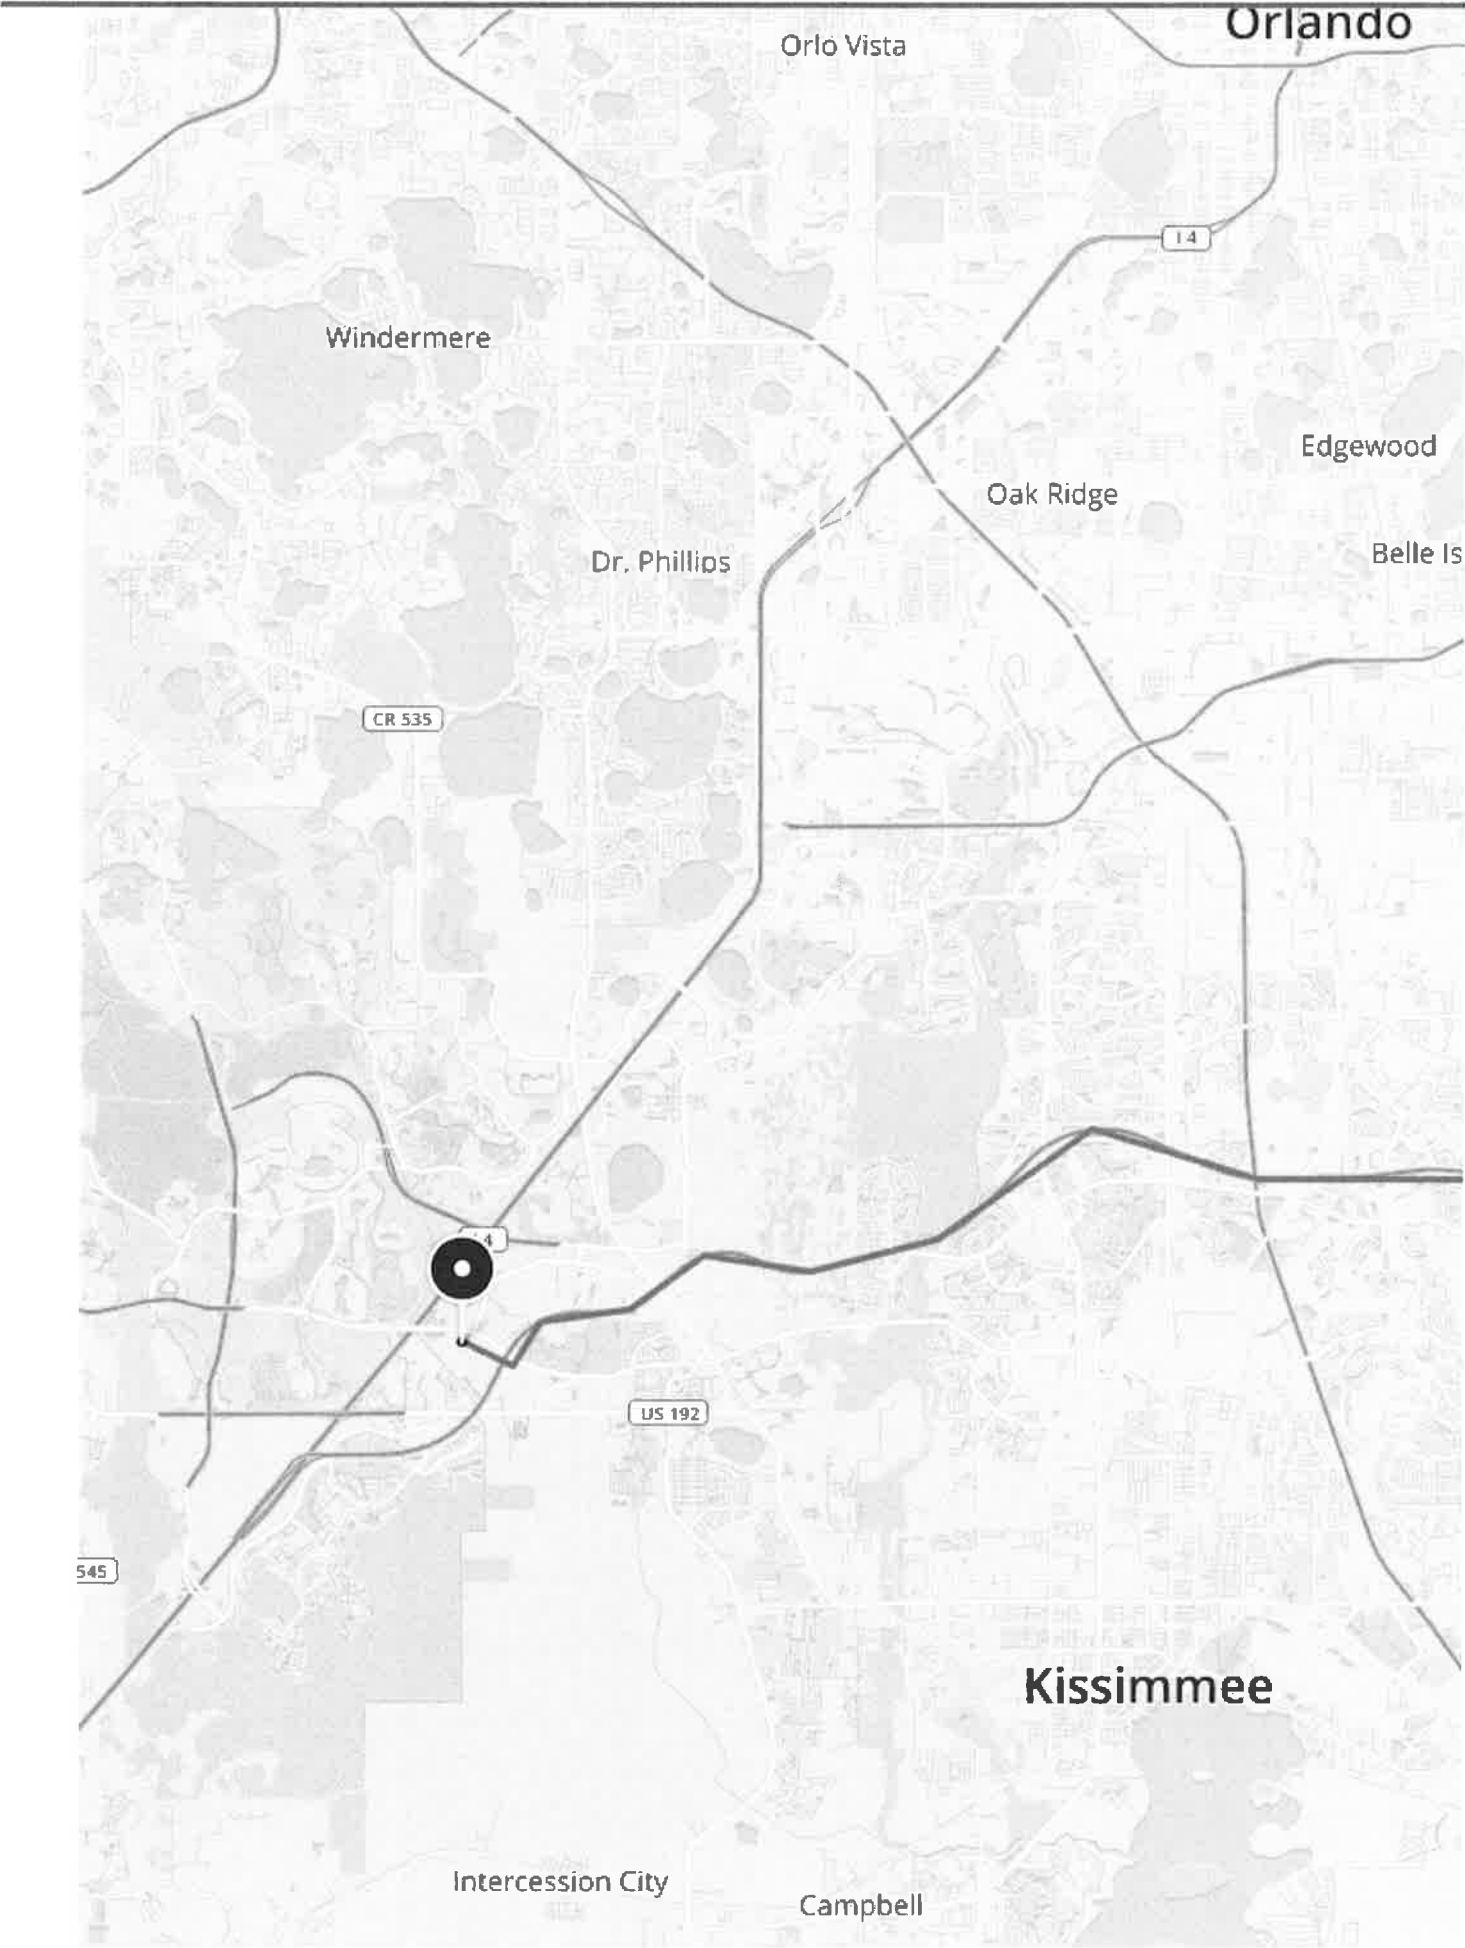 Orlando
Orlo Vista
I 4
Windermere
Edgewood
Oak Ridge
Belle Is
Dr. Phillips
CR 535
4
US 192
545
Kissimmee
Intercession City
Campbell